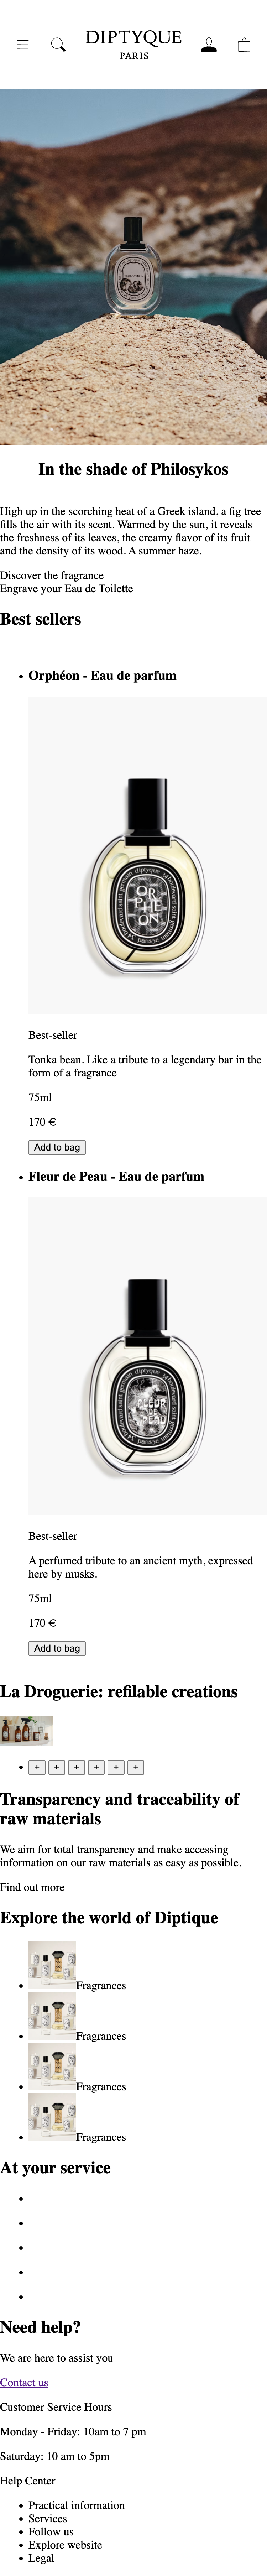 DIPTYQUE
PARIS
In the shade of Philosykos
High up in the scorching heat of a Greek island, a fig tree
fills the air with its scent. Warmed by the sun, it reveals
the freshness of its leaves, the creamy flavor of its fruit
and the density of its wood. A summer haze.
Discover the fragrance
Engrave your Eau de Toilette
Best sellers
Orphéon - Eau de parfum
ORPHEON
Best-seller
Tonka bean. Like a tribute to a legendary bar in the
form of a fragrance
75ml
170 €
Add to bag
Fleur de Peau - Eau de parfum
Best-seller
A perfumed tribute to an ancient myth, expressed
here by musks.
75ml
170 €
Add to bag
La Droguerie: refilable creations
+ + + + + +
Transparency and traceability of
raw materials
We aim for total transparency and make accessing
information on our raw materials as easy as possible.
Find out more
Explore the world of Diptique
Fragrances
Fragrances
Fragrances
Fragrances
At your service
Need help?
We are here to assist you
Contact us
Customer Service Hours
Monday - Friday: 10am to 7 pm
Saturday: 10 am to 5pm
Help Center
Practical information
Services
Follow us
Explore website
Legal